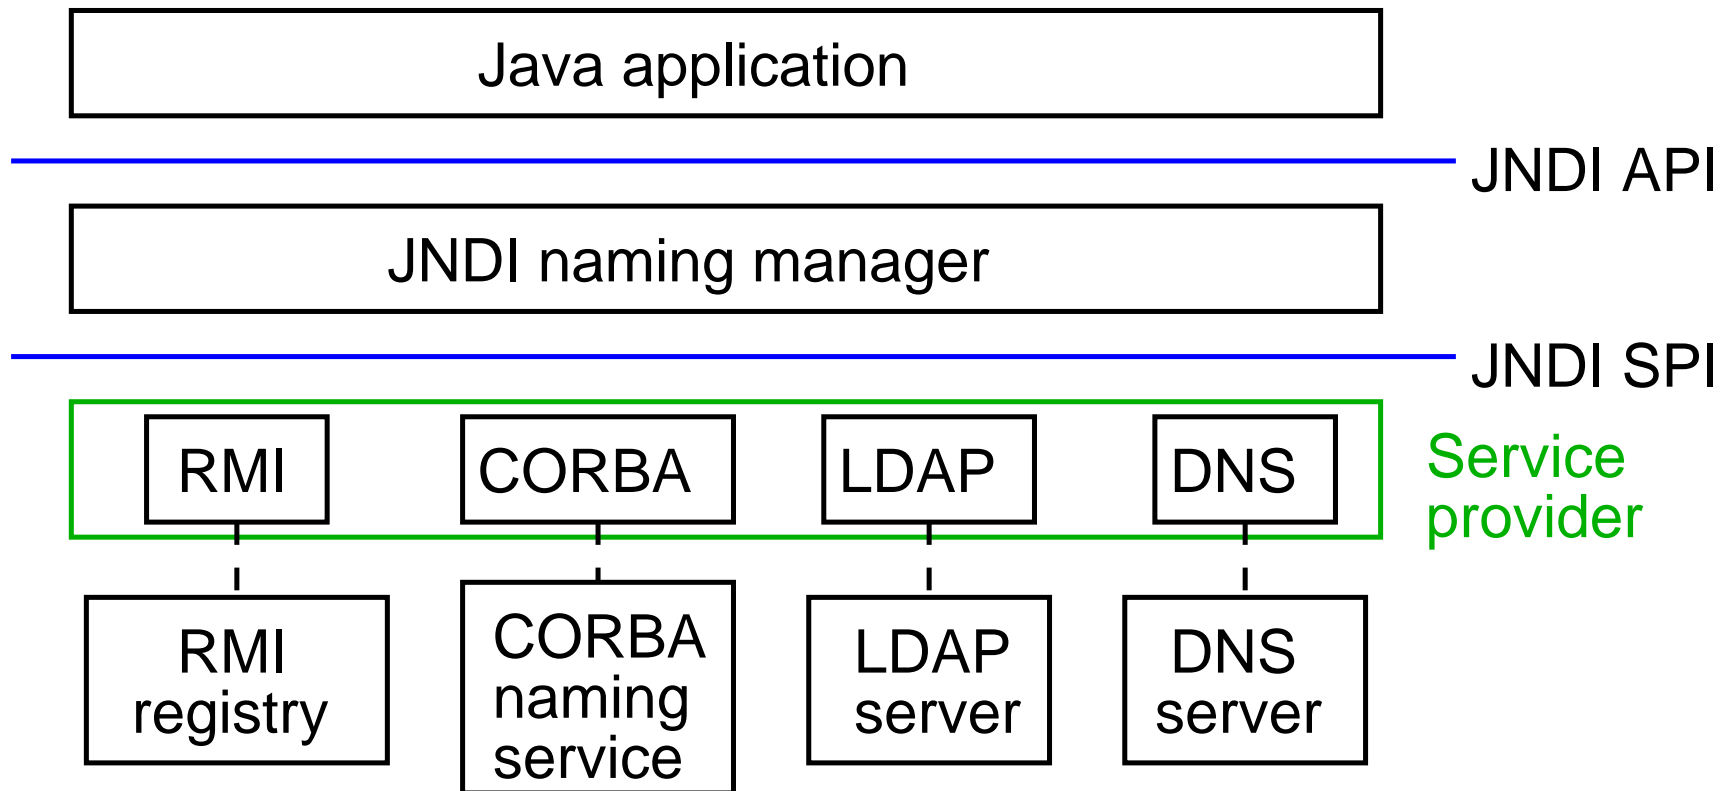 Java application
JNDI API
JNDI naming manager
JNDI SPI
RMI
CORBA
LDAP
DNS
Service
provider
RMI
registry
CORBA
naming
service
LDAP
server
DNS
server